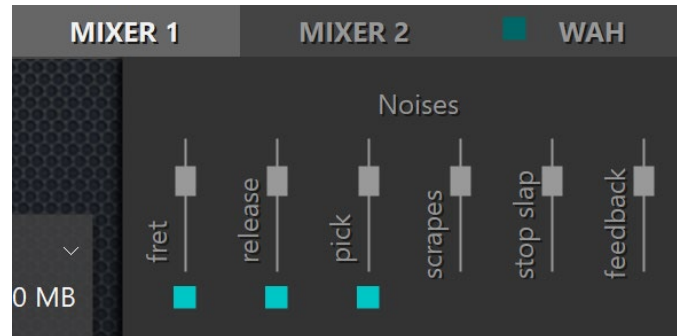 MIXER 1
MIXER 2
WAH
Noises
fret
release
pick
scrapes
stop slap
feedback
0 MB